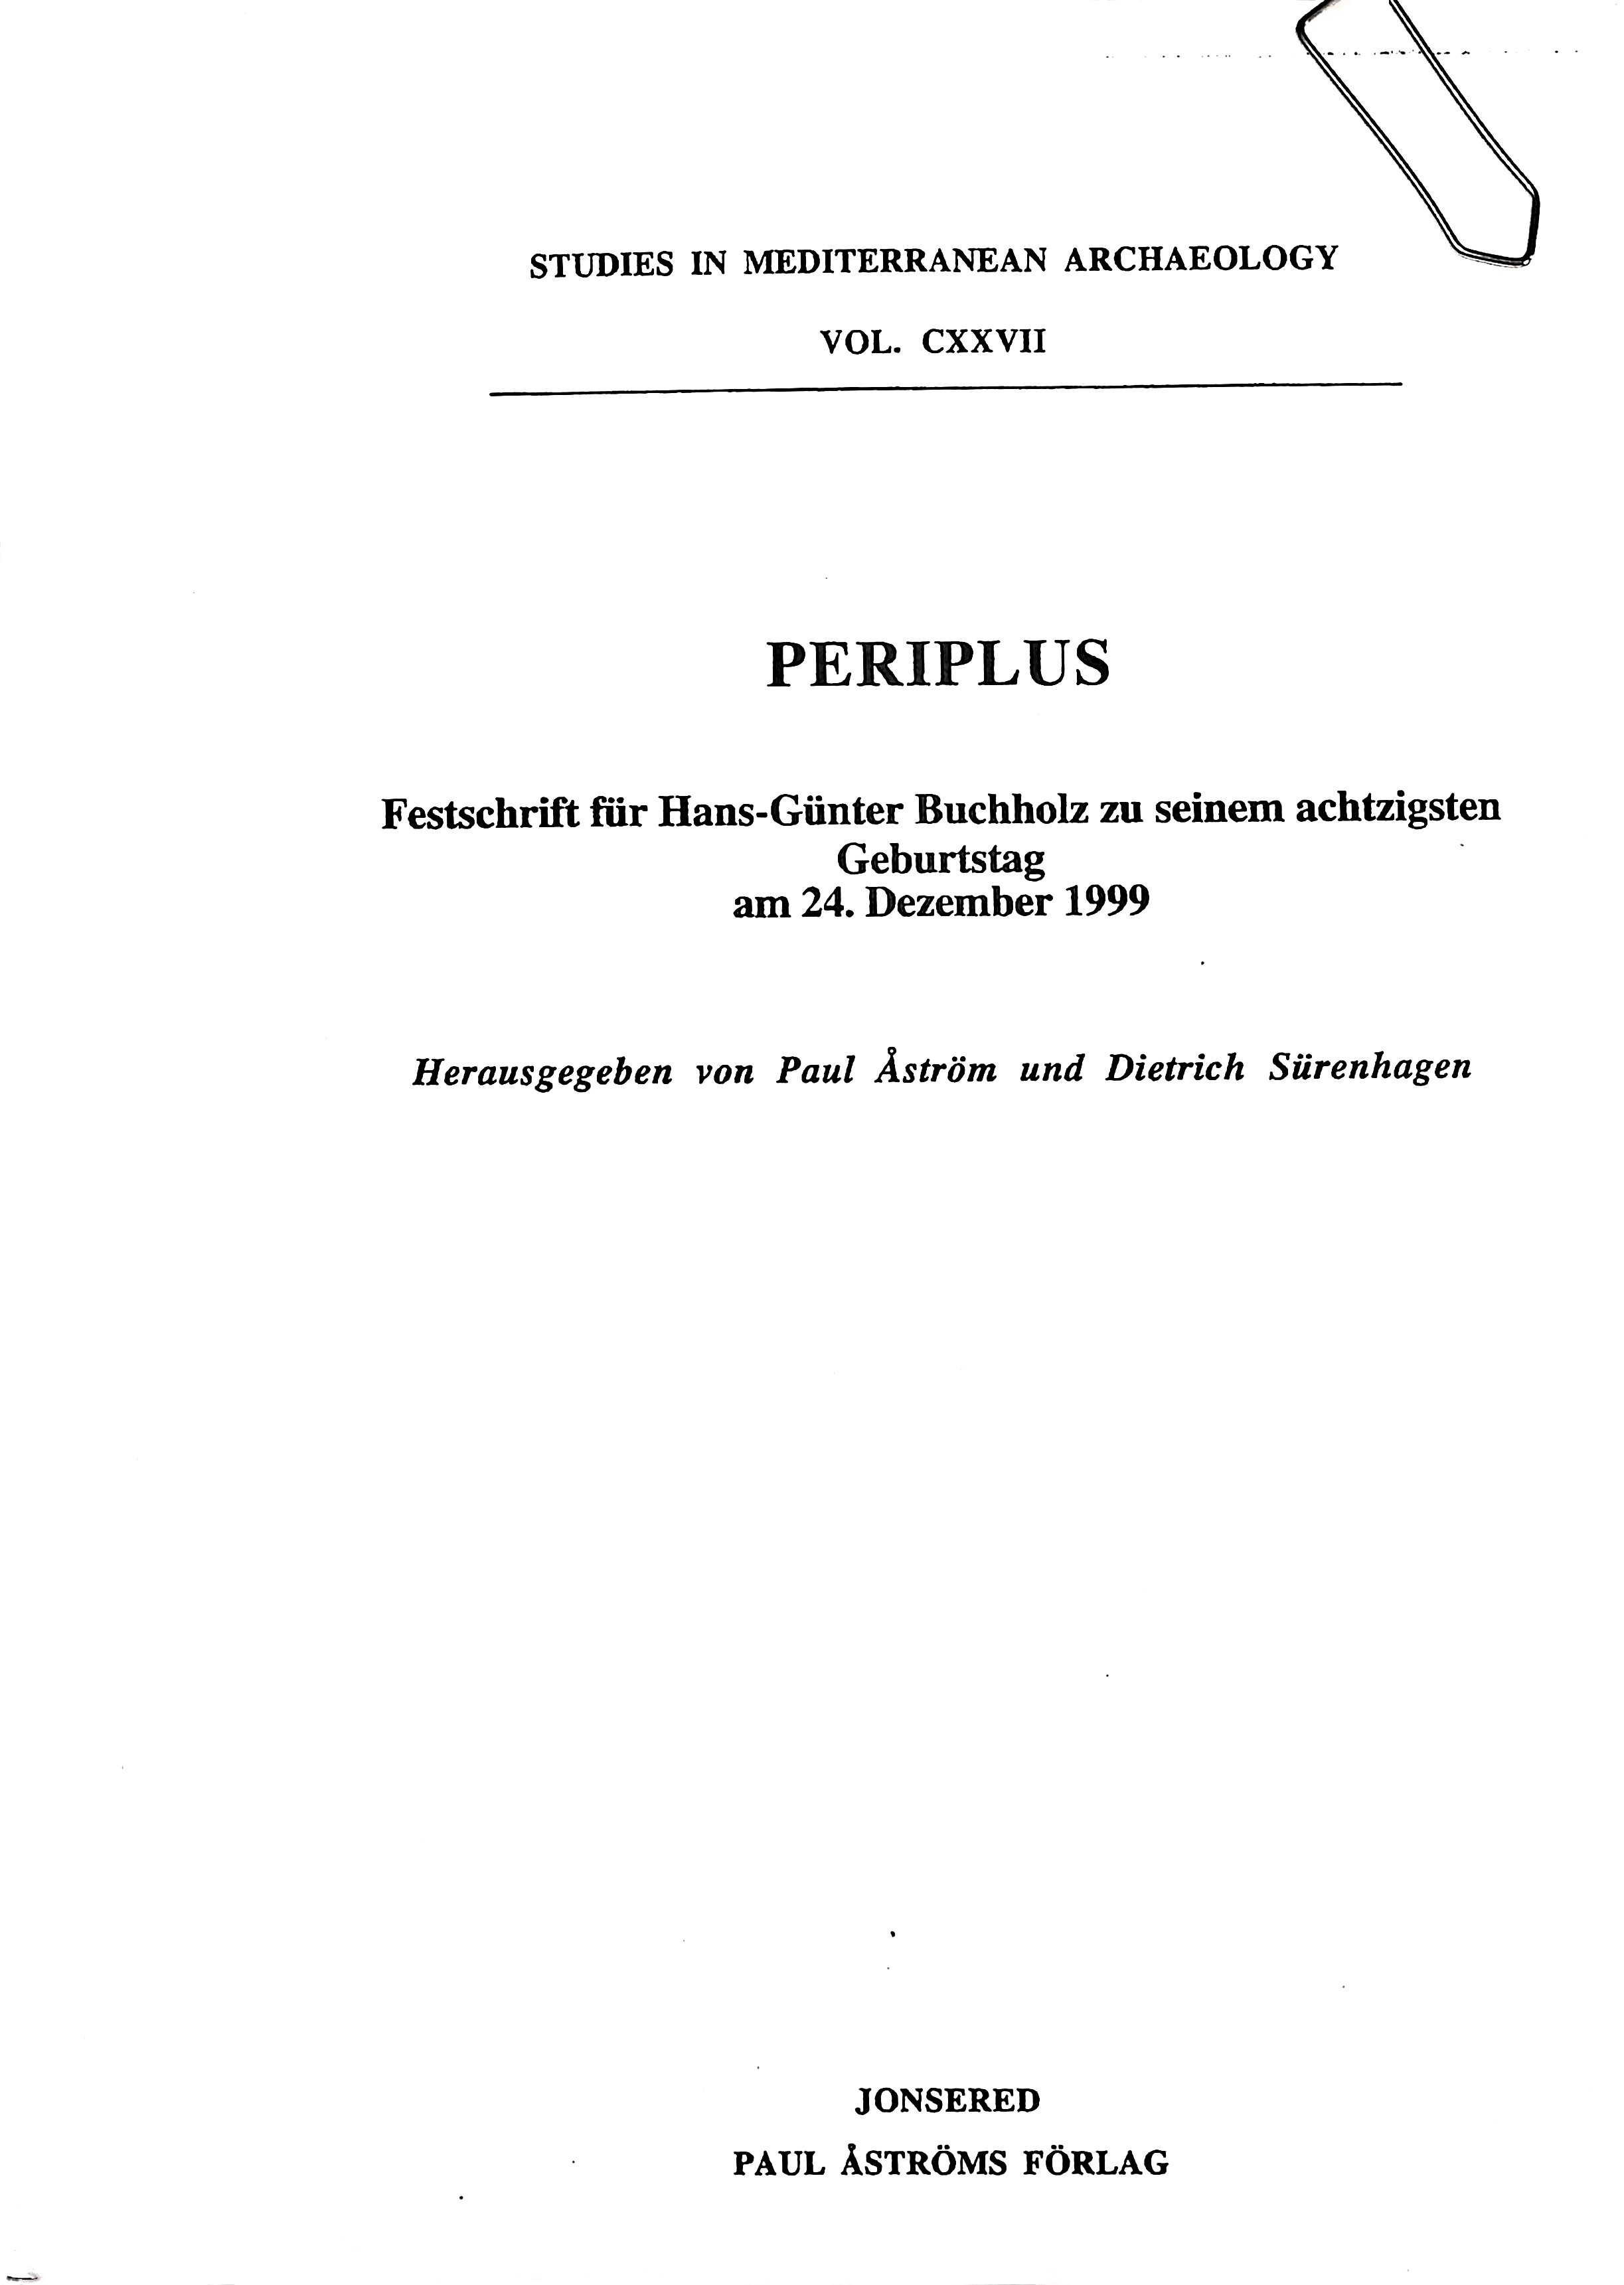 STUDIES IN MEDITERRANEAN ARCHAEOLOGY
VOL. CXXVII
PERIPLUS
Festschrift für Hans-Günter Buchholz zu seinem achtzigsten
Geburtstag
am 24. Dezember 1999
Herausgegeben von Paul Åström und Dietrich Sürenhagen
JONSERED
PAUL ÅSTRÖMS FÖRLAG